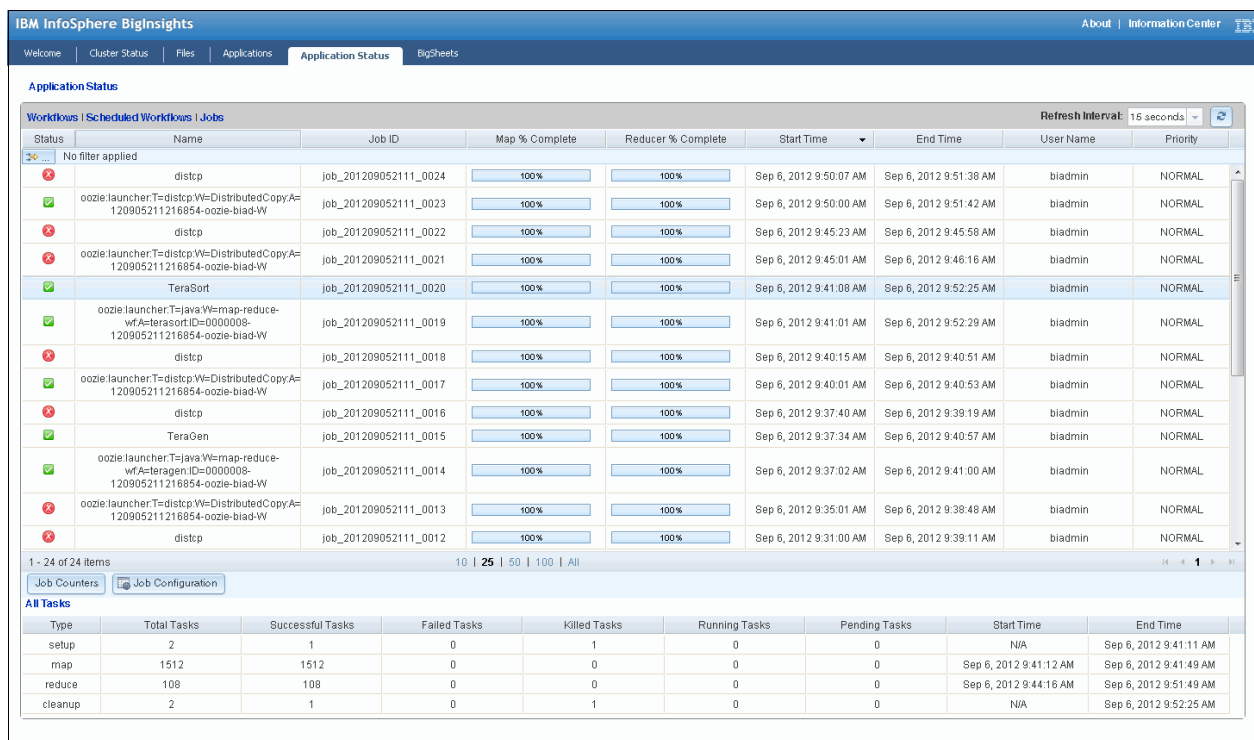 IBM InfoSphere BigInsights About | Information Center IBM
Welcome | Cluster Status | Files | Applications | Application Status BigSheets
Application Status
Workflows | Scheduled Workflows | Jobs Refresh Interval: 15 seconds
Status Name Job ID Map % Complete Reducer % Complete Start Time End Time User Name Priority
... No filter applied
distcp job_201209052111_0024 100% 100% Sep 6, 2012 9:50:07 AM Sep 6, 2012 9:51:38 AM biadmin NORMAL
oozie:launcher:T=distcp:W=DistributedCopy:A=
120905211216854-oozie-biad-W job_201209052111_0023 100% 100% Sep 6, 2012 9:50:00 AM Sep 6, 2012 9:51:42 AM biadmin NORMAL
distcp job_201209052111_0022 100% 100% Sep 6, 2012 9:45:23 AM Sep 6, 2012 9:45:58 AM biadmin NORMAL
oozie:launcher:T=distcp:W=DistributedCopy:A=
120905211216854-oozie-biad-W job_201209052111_0021 100% 100% Sep 6, 2012 9:45:01 AM Sep 6, 2012 9:46:16 AM biadmin NORMAL
TeraSort job_201209052111_0020 100% 100% Sep 6, 2012 9:41:08 AM Sep 6, 2012 9:52:25 AM biadmin NORMAL
oozie:launcher:T=java:W=map-reduce-
wf:A=terasort:ID=0000008-
120905211216854-oozie-biad-W job_201209052111_0019 100% 100% Sep 6, 2012 9:41:01 AM Sep 6, 2012 9:52:29 AM biadmin NORMAL
distcp job_201209052111_0018 100% 100% Sep 6, 2012 9:40:15 AM Sep 6, 2012 9:40:51 AM biadmin NORMAL
oozie:launcher:T=distcp:W=DistributedCopy:A=
120905211216854-oozie-biad-W job_201209052111_0017 100% 100% Sep 6, 2012 9:40:01 AM Sep 6, 2012 9:40:53 AM biadmin NORMAL
distcp job_201209052111_0016 100% 100% Sep 6, 2012 9:37:40 AM Sep 6, 2012 9:39:19 AM biadmin NORMAL
TeraGen job_201209052111_0015 100% 100% Sep 6, 2012 9:37:34 AM Sep 6, 2012 9:40:57 AM biadmin NORMAL
oozie:launcher:T=java:W=map-reduce-
wf:A=teragen:ID=0000008-
120905211216854-oozie-biad-W job_201209052111_0014 100% 100% Sep 6, 2012 9:37:02 AM Sep 6, 2012 9:41:00 AM biadmin NORMAL
oozie:launcher:T=distcp:W=DistributedCopy:A=
120905211216854-oozie-biad-W job_201209052111_0013 100% 100% Sep 6, 2012 9:35:01 AM Sep 6, 2012 9:38:48 AM biadmin NORMAL
distcp job_201209052111_0012 100% 100% Sep 6, 2012 9:31:00 AM Sep 6, 2012 9:39:11 AM biadmin NORMAL
1 - 24 of 24 items 10 | 25 | 50 | 100 | All 1
Job Counters Job Configuration
All Tasks
Type Total Tasks Successful Tasks Failed Tasks Killed Tasks Running Tasks Pending Tasks Start Time End Time
setup 2 1 0 1 0 0 N/A Sep 6, 2012 9:41:11 AM
map 1512 1512 0 0 0 0 Sep 6, 2012 9:41:12 AM Sep 6, 2012 9:41:49 AM
reduce 108 108 0 0 0 0 Sep 6, 2012 9:44:16 AM Sep 6, 2012 9:51:49 AM
cleanup 2 1 0 1 0 0 N/A Sep 6, 2012 9:52:25 AM